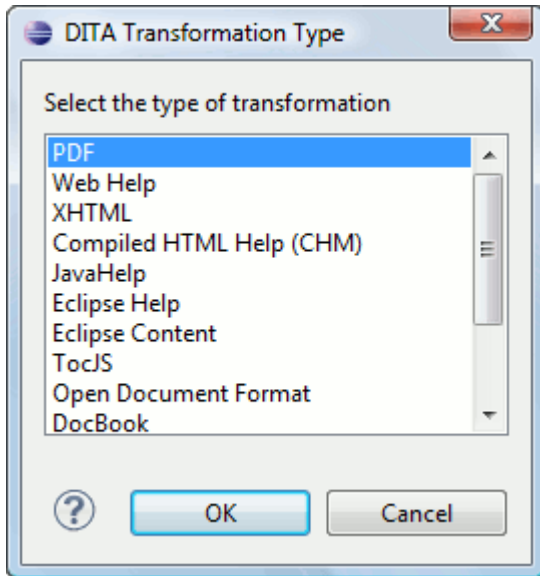 DITA Transformation Type
Select the type of transformation
PDF
Web Help
XHTML
Compiled HTML Help (CHM)
JavaHelp
Eclipse Help
Eclipse Content
TocJS
Open Document Format
DocBook
?
OK
Cancel